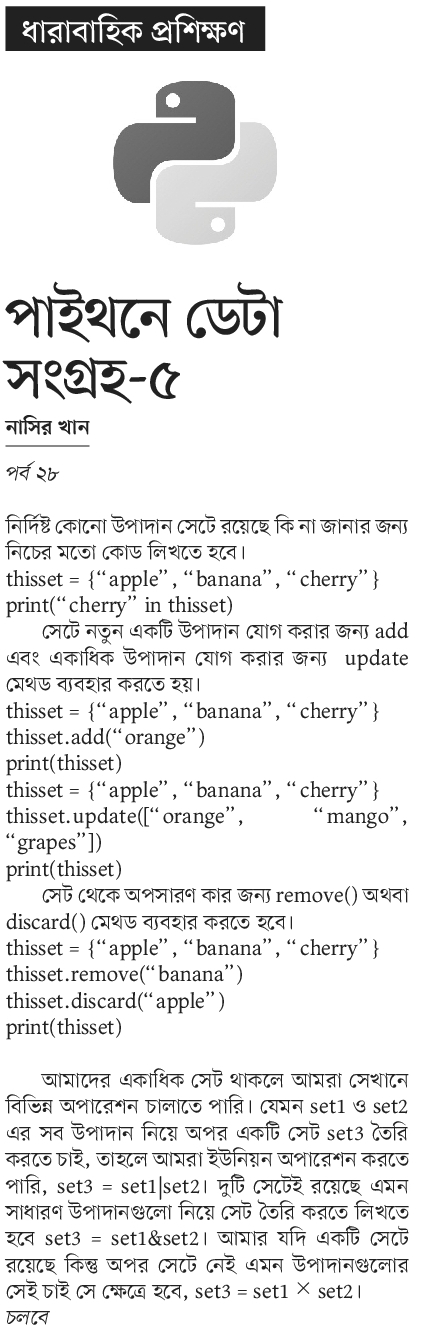 ধারাবাহিক প্রশিক্ষণ
পাইথনে ডেটা
সংগ্রহ-৫
নাসির খান
পর্ব ২৮
নির্দিষ্ট কোনো উপাদান সেটে রয়েছে কি না জানার জন্য
নিচের মতো কোড লিখতে হবে।
thisset = {“apple”, “banana”, “cherry”}
print(“cherry” in thisset)
সেটে নতুন একটি উপাদান যোগ করার জন্য add
এবং একাধিক উপাদান যোগ করার জন্য update
মেথড ব্যবহার করতে হয়।
thisset = {“apple”, “banana”, “cherry”}
thisset.add(“orange”)
print(thisset)
thisset = {“apple”, “banana”, “cherry”}
thisset.update([“orange”, “mango”,
“grapes”])
print(thisset)
সেট থেকে অপসারণ কার জন্য remove() অথবা
discard() মেথড ব্যবহার করতে হবে।
thisset = {“apple”, “banana”, “cherry”}
thisset.remove(“banana”)
thisset.discard(“apple”)
print(thisset)
আমাদের একাধিক সেট থাকলে আমরা সেখানে
বিভিন্ন অপারেশন চালাতে পারি। যেমন set1 ও set2
এর সব উপাদান নিয়ে অপর একটি সেট set3 তৈরি
করতে চাই, তাহলে আমরা ইউনিয়ন অপারেশন করতে
পারি, set3 = set1|set2। দুটি সেটেই রয়েছে এমন
সাধারণ উপাদানগুলো নিয়ে সেট তৈরি করতে লিখতে
হবে set3 = set1&set2। আমার যদি একটি সেটে
রয়েছে কিন্তু অপর সেটে নেই এমন উপাদানগুলোর
সেই চাই সে ক্ষেত্রে হবে, set3 = set1 × set2।
চলবে